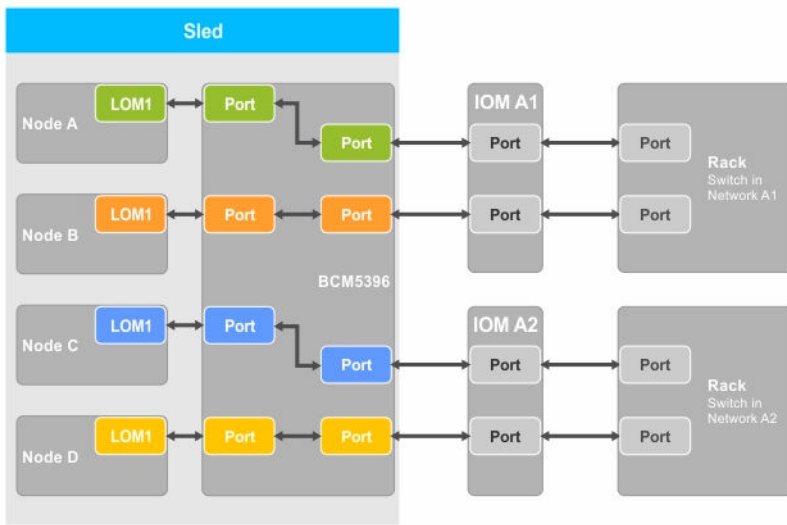 Sled
Node A
LOM1
Port
Port
IOM A1
Port
Port
Rack
Switch in
Network A1
Node B
LOM1
Port
Port
Port
Port
BCM5396
Node C
LOM1
Port
Port
IOM A2
Port
Port
Rack
Switch in
Network A2
Node D
LOM1
Port
Port
Port
Port